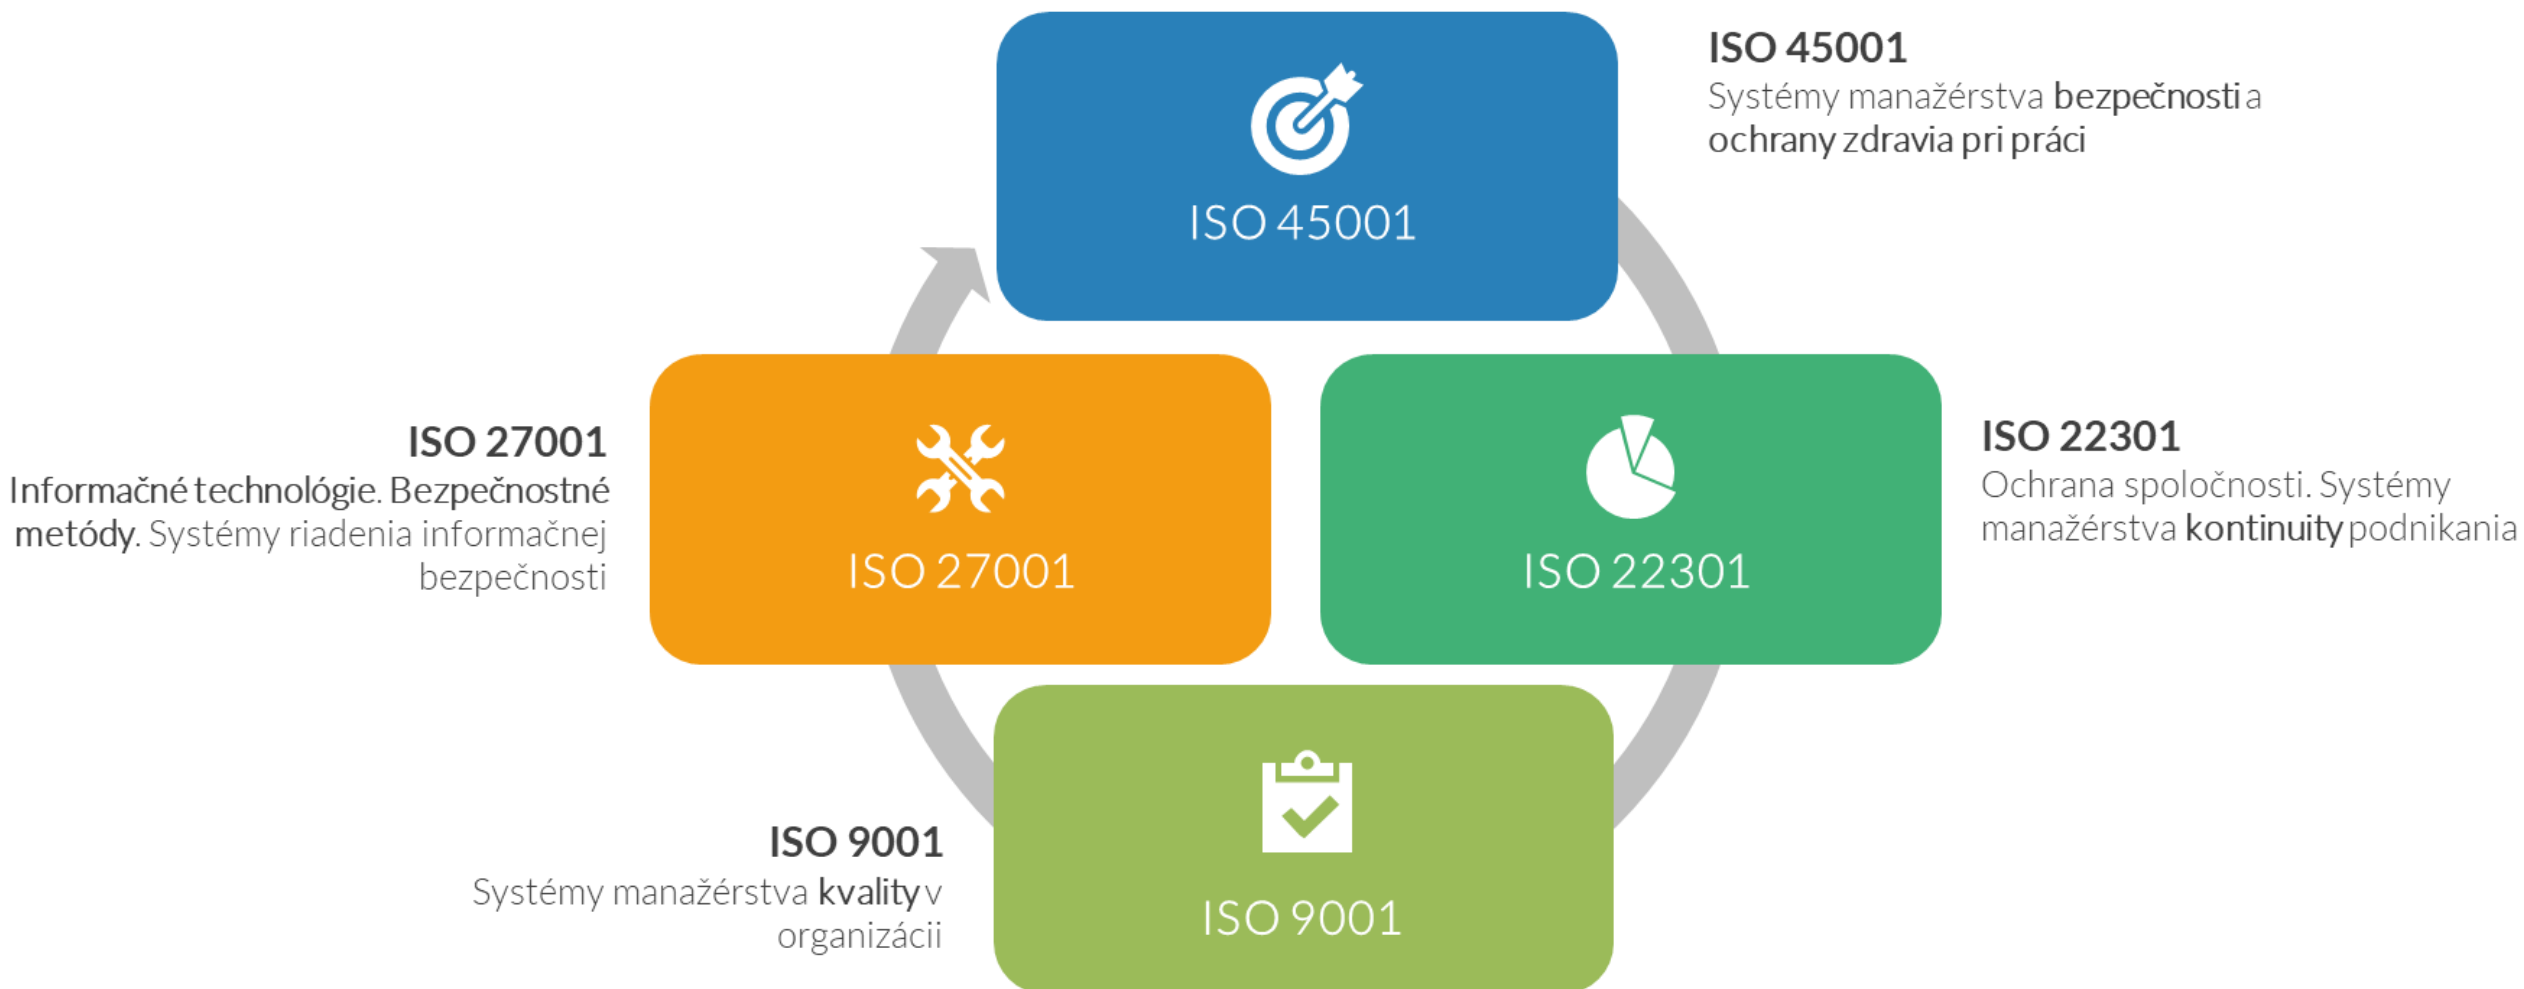 ISO 45001
ISO 45001
Systémy manažérstva bezpečnosti a
ochrany zdravia pri práci
ISO 27001
Informačné technológie. Bezpečnostné
metódy. Systémy riadenia informačnej
bezpečnosti
ISO 27001
ISO 22301
ISO 22301
Ochrana spoločnosti. Systémy
manažérstva kontinuity podnikania
ISO 9001
Systémy manažérstva kvality v
organizácii
ISO 9001